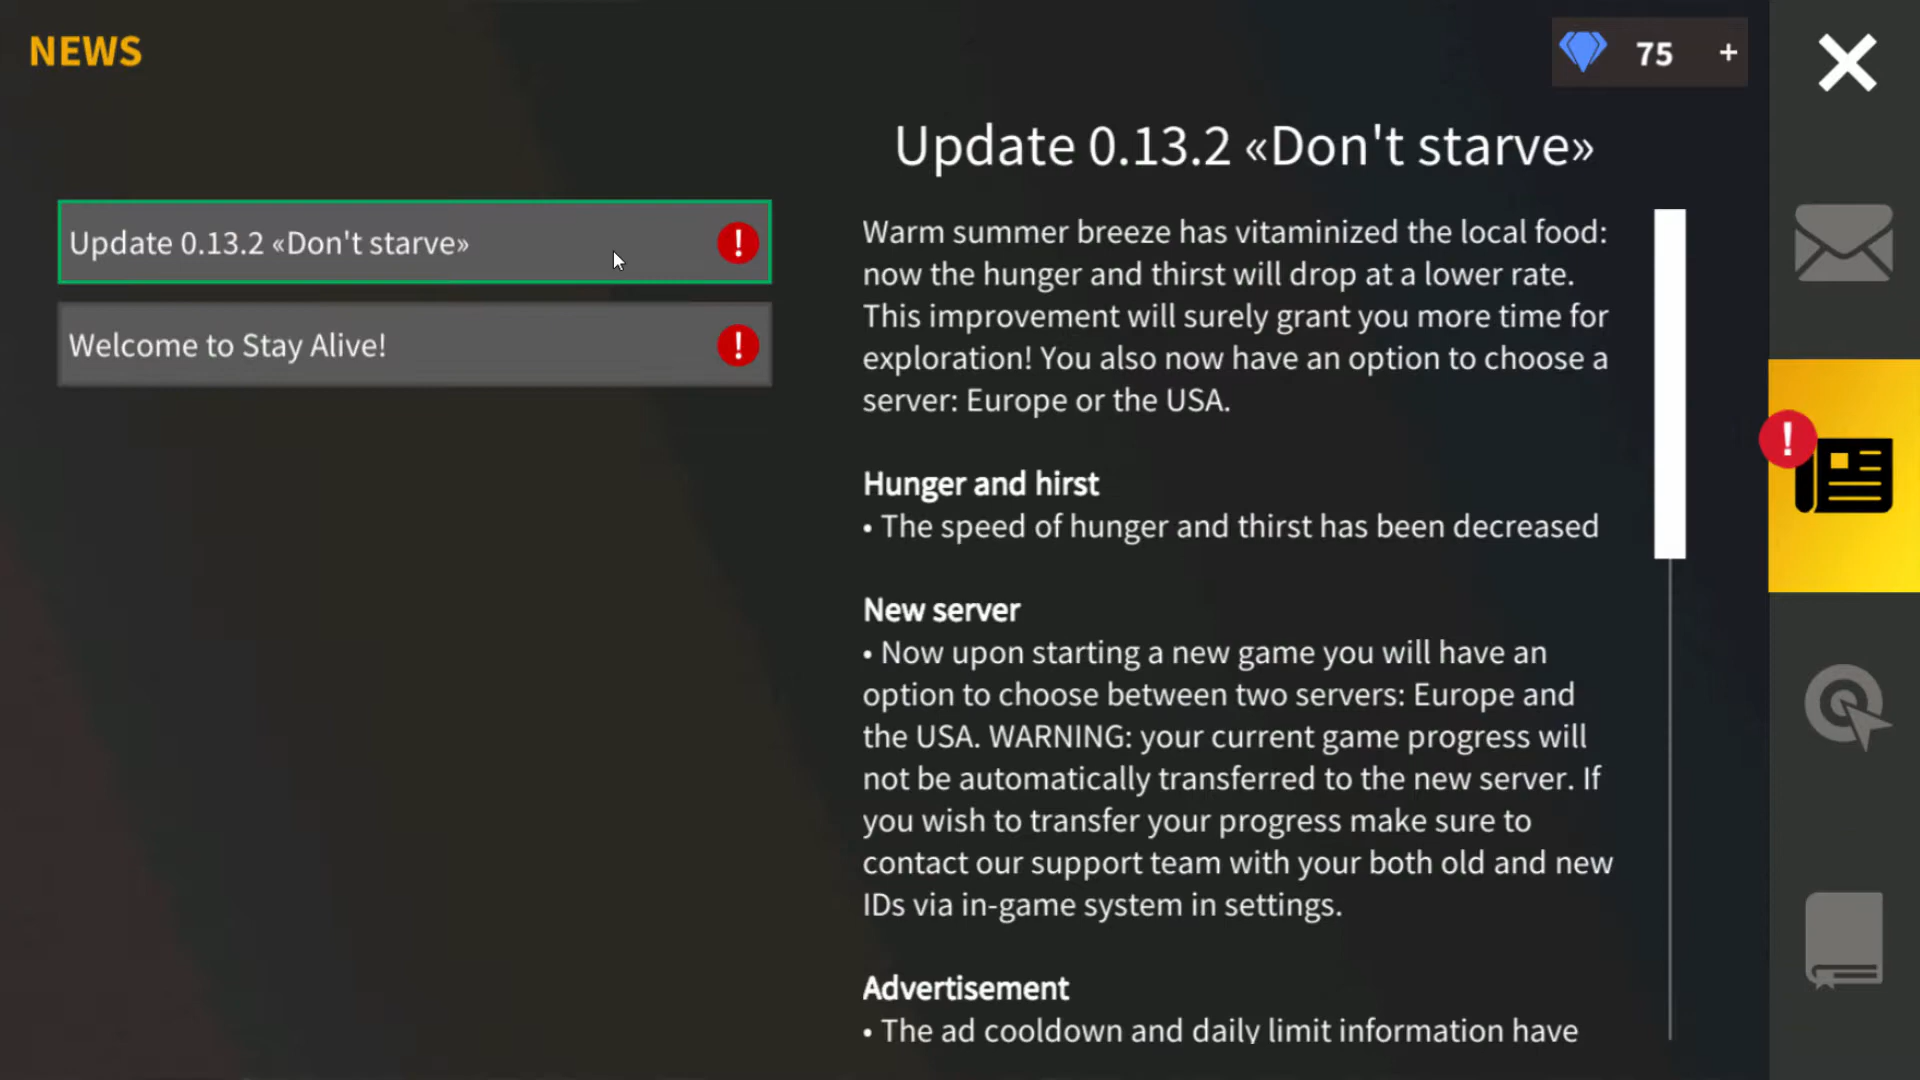 NEWS
75 +
Update 0.13.2 «Don't starve»
Welcome to Stay Alive!
Update 0.13.2 «Don't starve»
Warm summer breeze has vitaminized the local food:
now the hunger and thirst will drop at a lower rate.
This improvement will surely grant you more time for
exploration! You also now have an option to choose a
server: Europe or the USA.
Hunger and hirst
• The speed of hunger and thirst has been decreased
New server
• Now upon starting a new game you will have an
option to choose between two servers: Europe and
the USA. WARNING: your current game progress will
not be automatically transferred to the new server. If
you wish to transfer your progress make sure to
contact our support team with your both old and new
IDs via in-game system in settings.
Advertisement
• The ad cooldown and daily limit information have